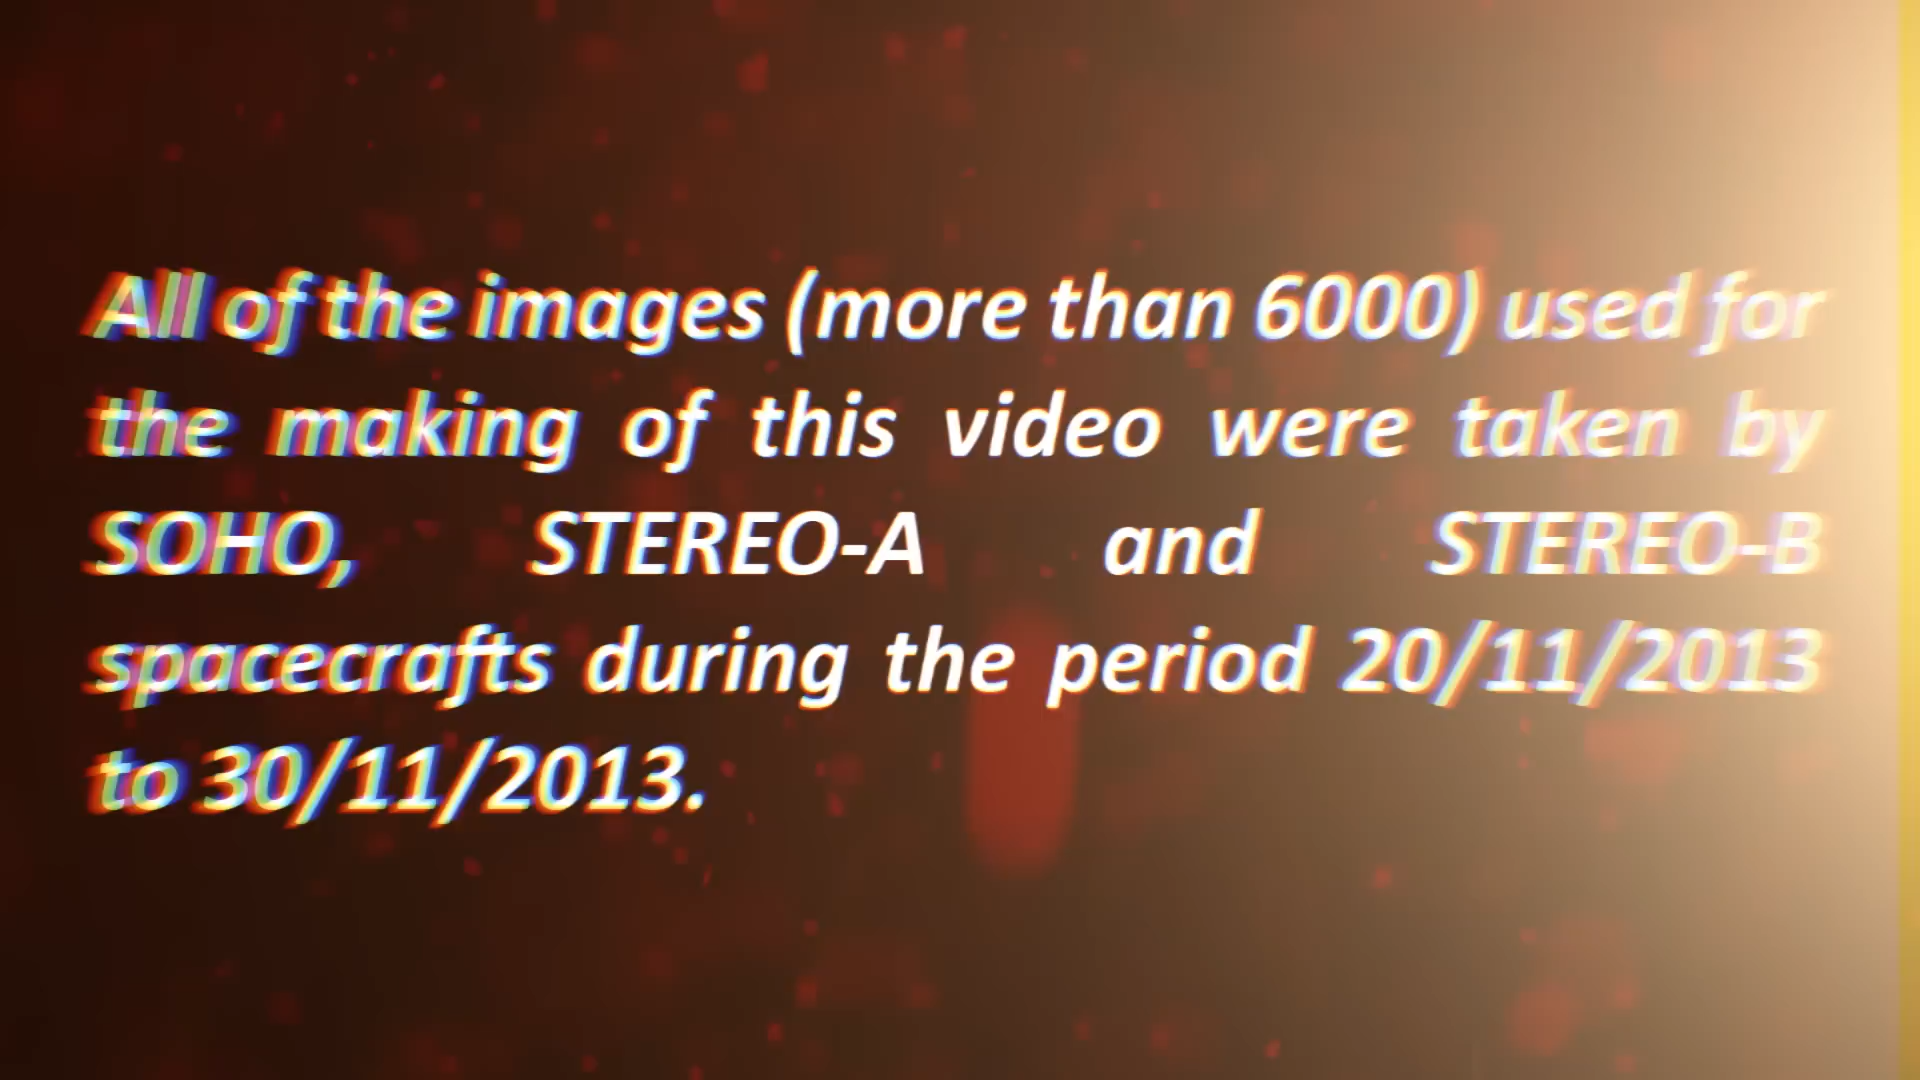 All of the images (more than 6000) used for
the making of this video were taken by
SOHO, STEREO-A and STEREO-B
spacecrafts during the period 20/11/2013
to 30/11/2013.